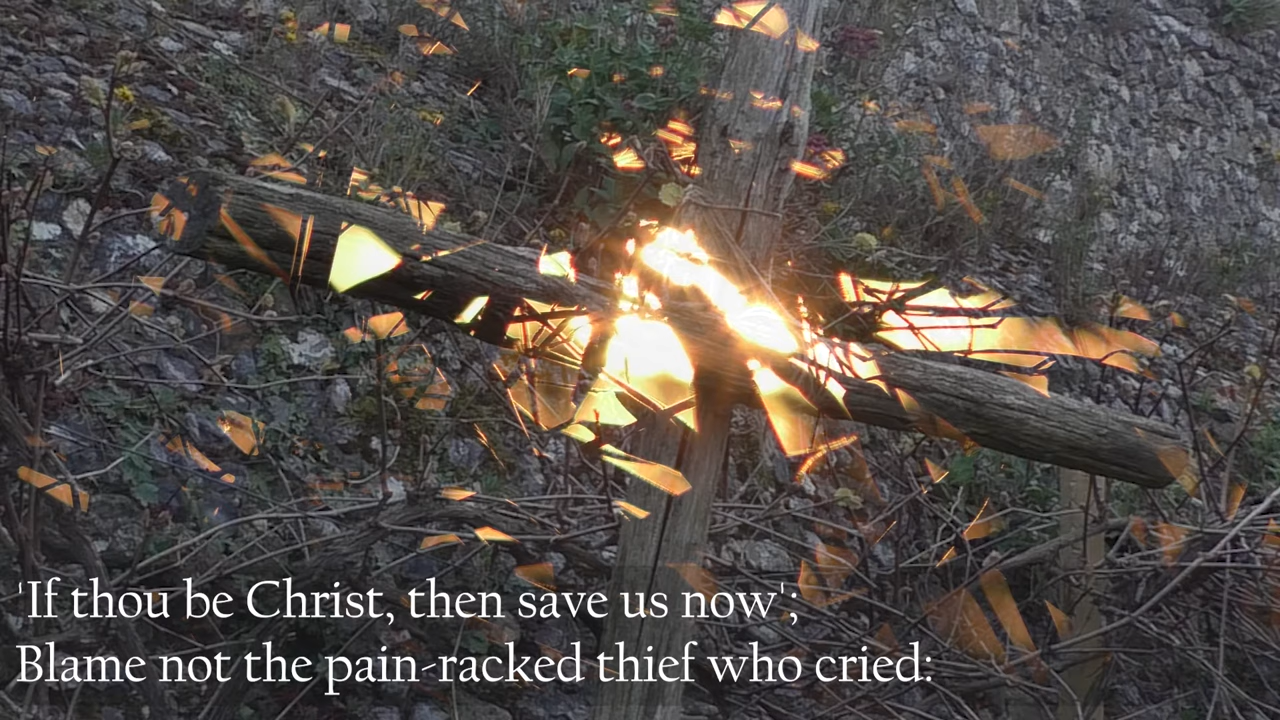 'If thou be Christ, then save us now';
Blame not the pain-racked thief who cried: